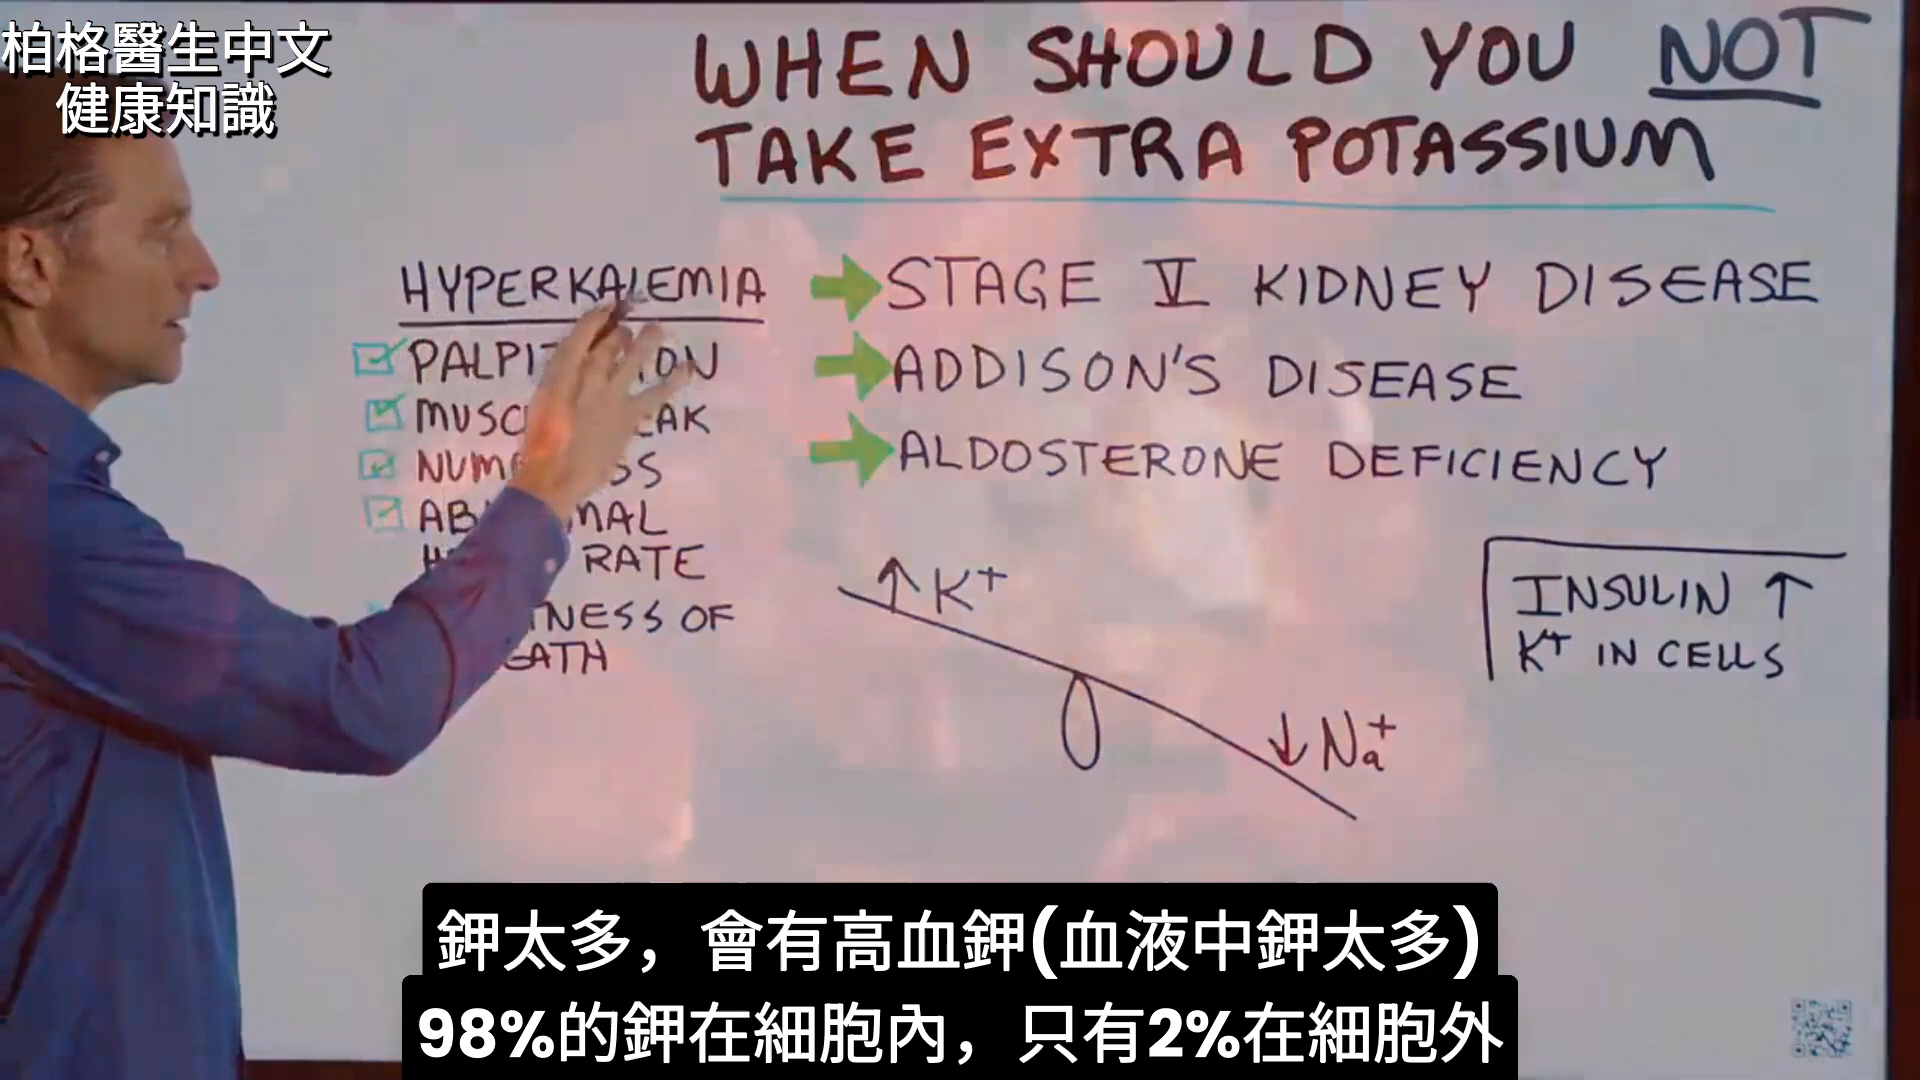 柏格醫生中文
健康知識
WHEN SHOULD YOU NOT
TAKE EXTRA POTASSIUM
HYPERKALEMIA
STAGE V KIDNEY DISEASE
ADDISON'S DISEASE
ALDOSTERONE DEFICIENCY
RATE
OF
↑ K+
↓ Na+
INSULIN ↑
K+ IN CELLS
鉀太多，會有高血鉀(血液中鉀太多)
98%的鉀在細胞內，只有2%在細胞外